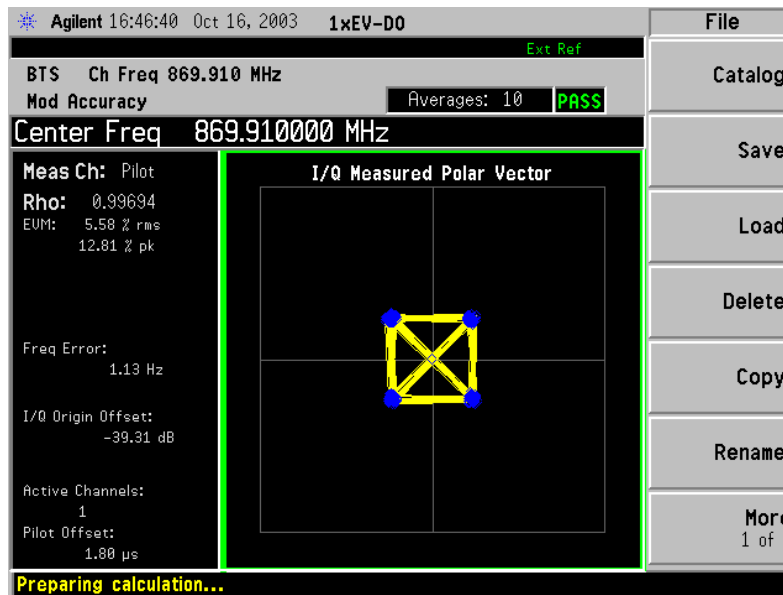 Agilent 16:46:40 Oct 16, 2003 1xEV-DO
File
Ext Ref
BTS Ch Freq 869.910 MHz
Mod Accuracy
Averages: 10 PASS
Center Freq 869.910000 MHz
Meas Ch: Pilot
Rho: 0.99694
EVM: 5.58 % rms
12.81 % pk
Freq Error:
1.13 Hz
I/Q Origin Offset:
-39.31 dB
Active Channels:
1
Pilot Offset:
1.80 µs
I/Q Measured Polar Vector
Catalog
Save
Load
Delete
Copy
Rename
More
1 of
Preparing calculation...